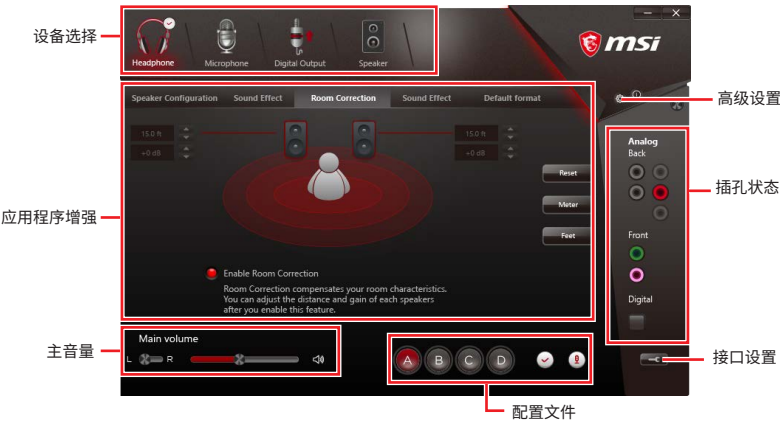 设备选择
Headphone
Microphone
Digital Output
Speaker
msi
高级设置
Speaker Configuration
Sound Effect
Room Correction
Sound Effect
Default format
15.0 ft
+0 dB
15.0 ft
+0 dB
Reset
Meter
Feet
应用程序增强
Enable Room Correction
Room Correction compensates your room characteristics.
You can adjust the distance and gain of each speakers
after you enable this feature.
Analog
Back
Front
Digital
插孔状态
主音量
Main volume
L
R
A
B
C
D
接口设置
配置文件